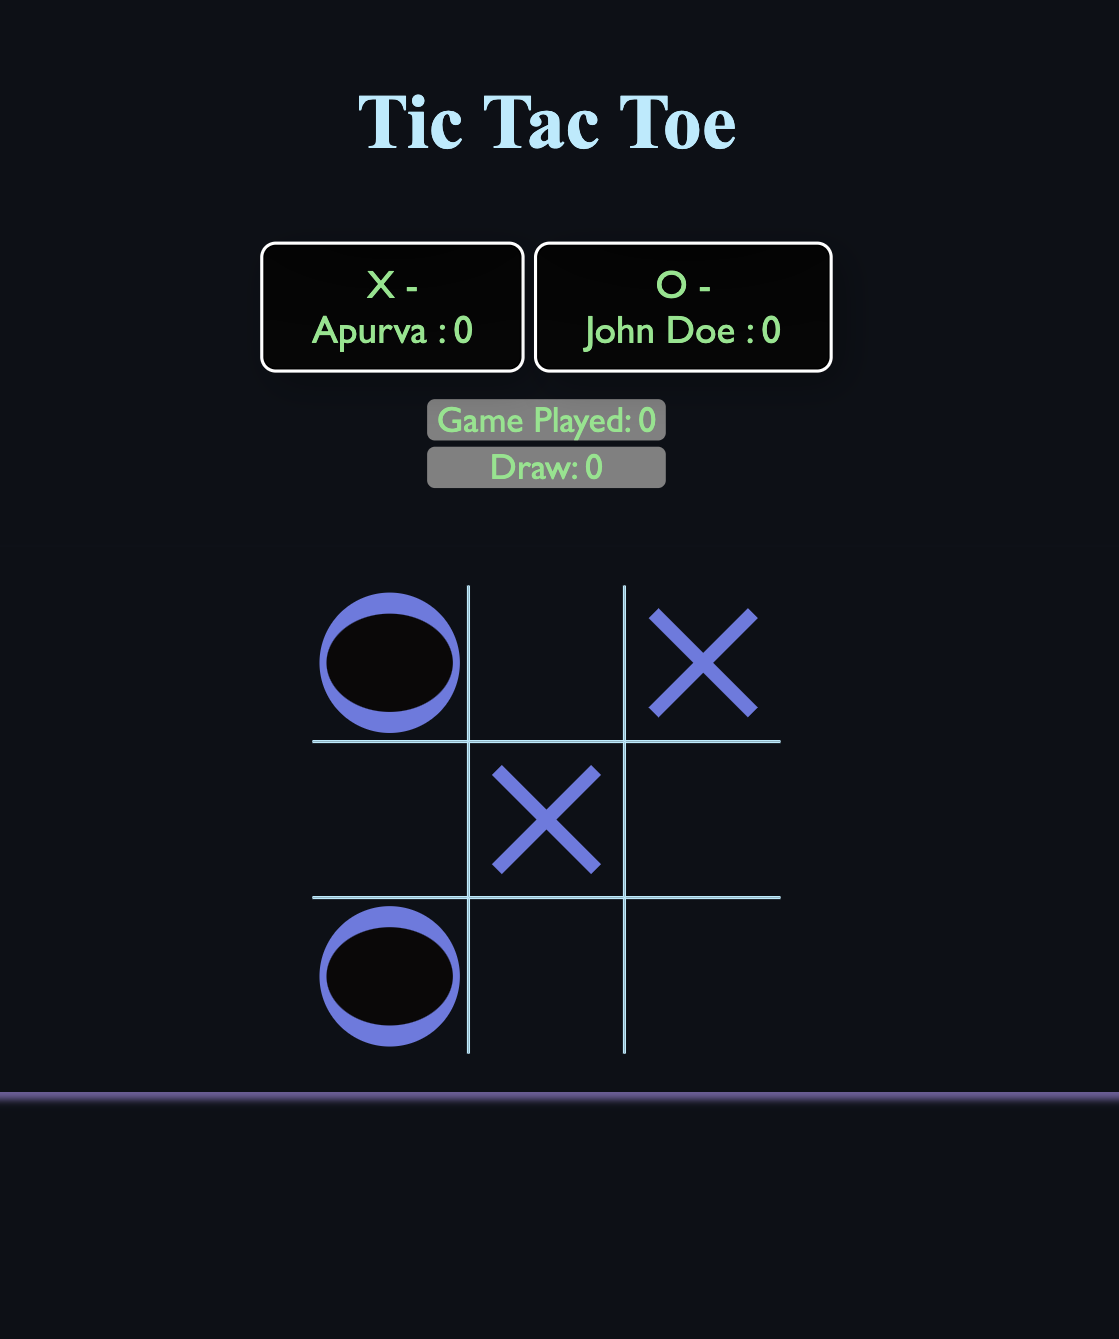 Tic Tac Toe
X -
Apurva : 0
O -
John Doe : 0
Game Played: 0
Draw: 0